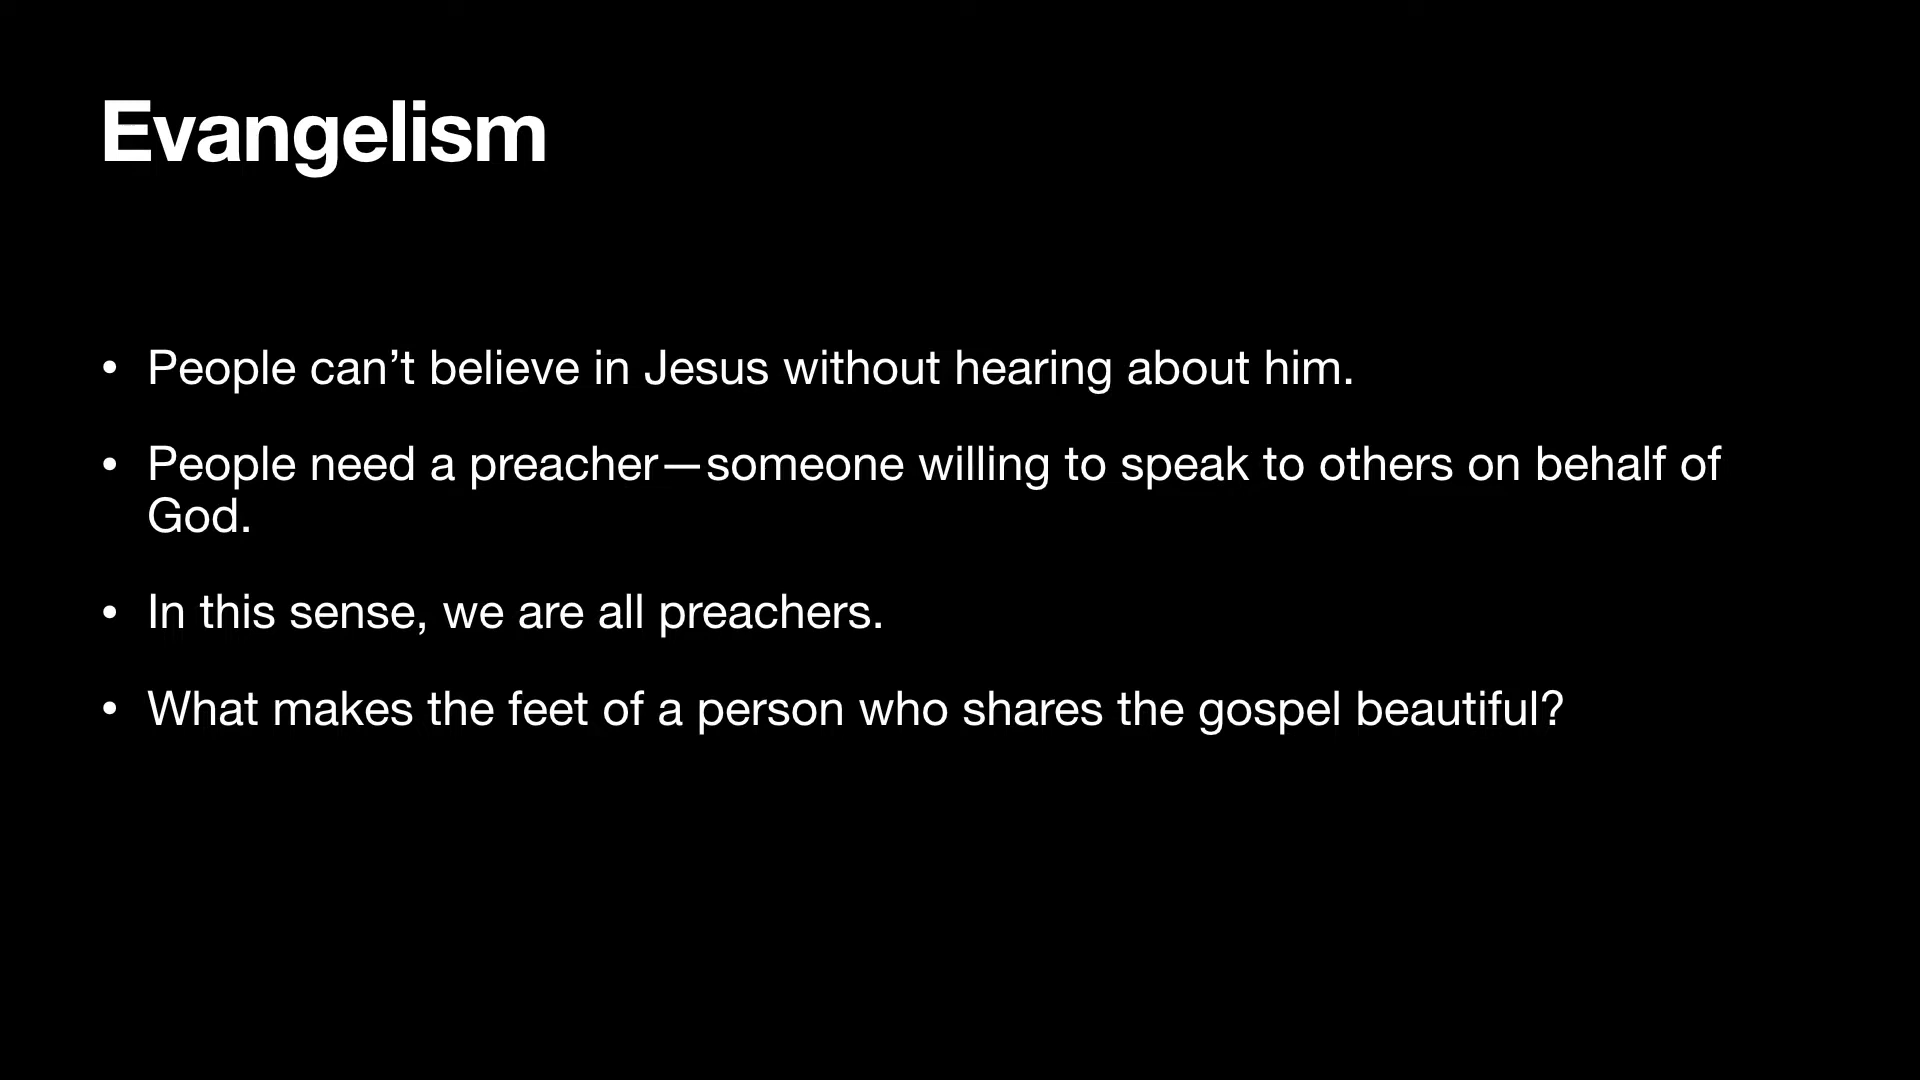 Evangelism
• People can’t believe in Jesus without hearing about him.
• People need a preacher—someone willing to speak to others on behalf of
God.
• In this sense, we are all preachers.
• What makes the feet of a person who shares the gospel beautiful?